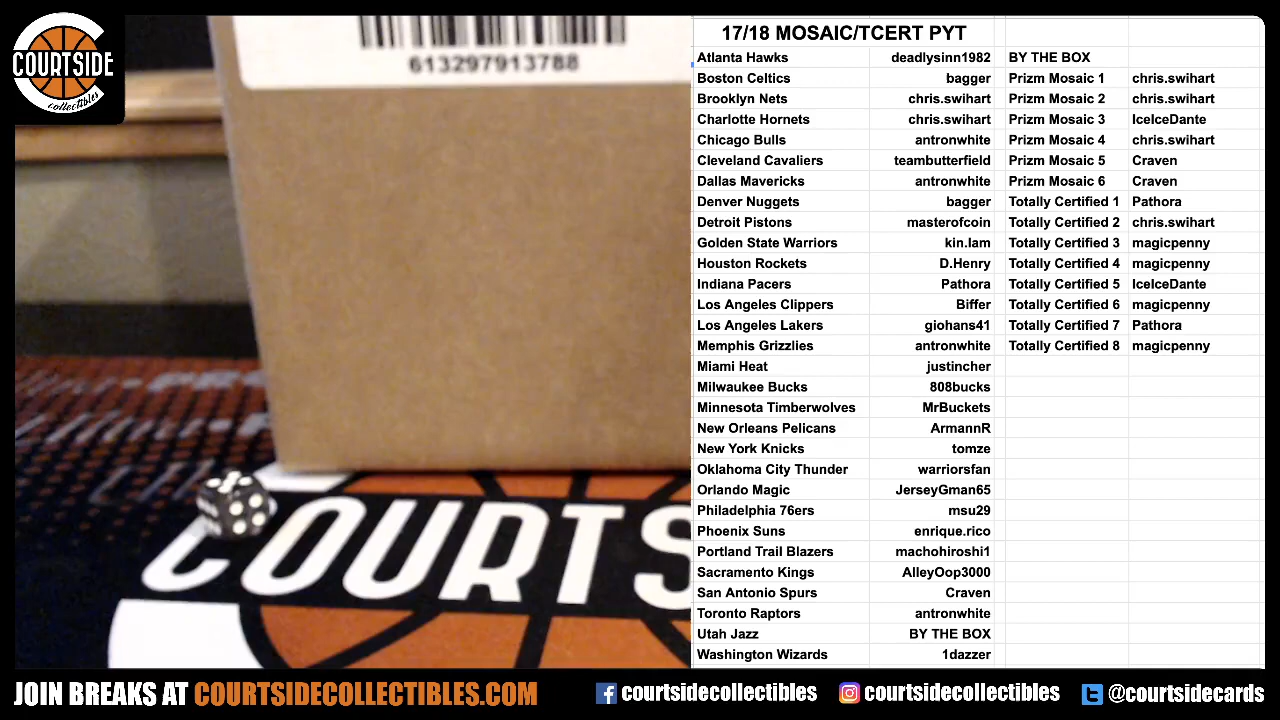 COURTSIDE
collectibles
613297913788
COURTS
17/18 MOSAIC/TCERT PYT
Atlanta Hawks deadlysinn1982 BY THE BOX
Boston Celtics bagger Prizm Mosaic 1 chris.swihart
Brooklyn Nets chris.swihart Prizm Mosaic 2 chris.swihart
Charlotte Hornets chris.swihart Prizm Mosaic 3 IceIceDante
Chicago Bulls antronwhite Prizm Mosaic 4 chris.swihart
Cleveland Cavaliers teambutterfield Prizm Mosaic 5 Craven
Dallas Mavericks antronwhite Prizm Mosaic 6 Craven
Denver Nuggets bagger Totally Certified 1 Pathora
Detroit Pistons masterofcoin Totally Certified 2 chris.swihart
Golden State Warriors kin.lam Totally Certified 3 magicpenny
Houston Rockets D.Henry Totally Certified 4 magicpenny
Indiana Pacers Pathora Totally Certified 5 IceIceDante
Los Angeles Clippers Biffer Totally Certified 6 magicpenny
Los Angeles Lakers giohans41 Totally Certified 7 Pathora
Memphis Grizzlies antronwhite Totally Certified 8 magicpenny
Miami Heat justincher
Milwaukee Bucks 808bucks
Minnesota Timberwolves MrBuckets
New Orleans Pelicans ArmannR
New York Knicks tomze
Oklahoma City Thunder warriorsfan
Orlando Magic JerseyGman65
Philadelphia 76ers msu29
Phoenix Suns enrique.rico
Portland Trail Blazers machohiroshi1
Sacramento Kings AlleyOop3000
San Antonio Spurs Craven
Toronto Raptors antronwhite
Utah Jazz BY THE BOX
Washington Wizards 1dazzer
JOIN BREAKS AT COURTSIDECOLLECTIBLES.COM
courtsidecollectibles
courtsidecollectibles
@courtsidecards